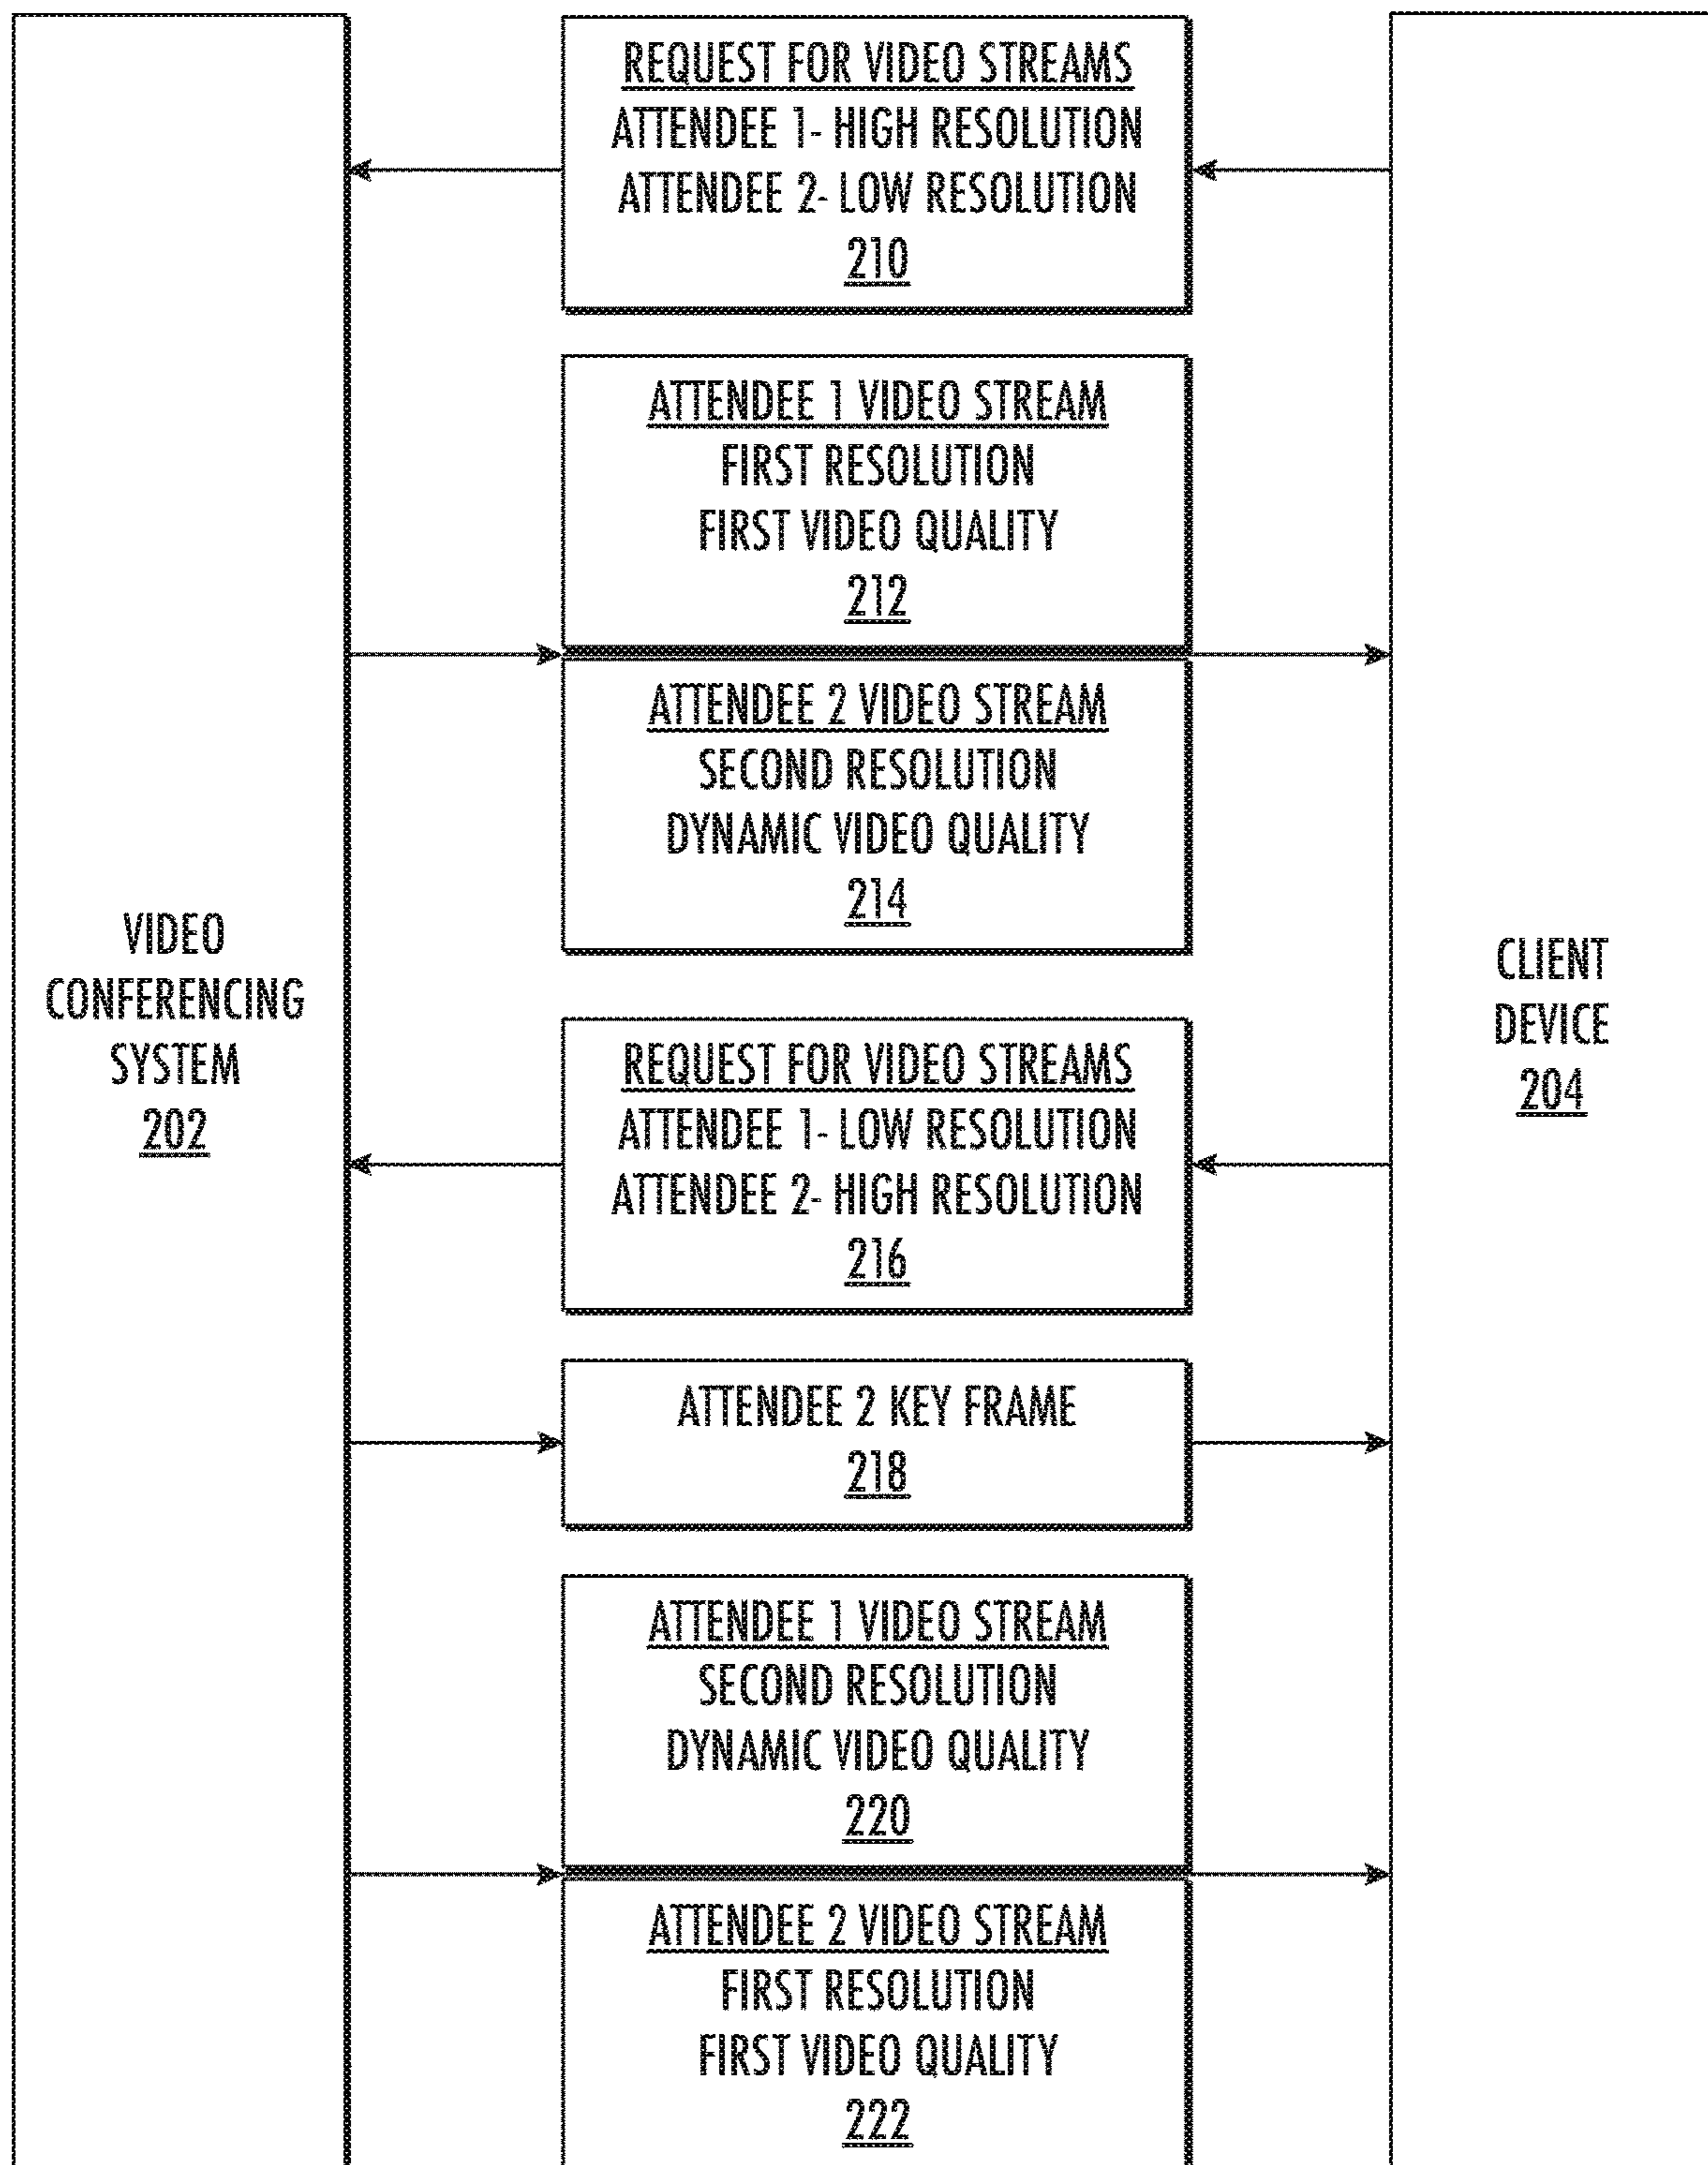 REQUEST FOR VIDEO STREAMS
ATTENDEE 1- HIGH RESOLUTION
ATTENDEE 2- LOW RESOLUTION
210
ATTENDEE 1 VIDEO STREAM
FIRST RESOLUTION
FIRST VIDEO QUALITY
212
ATTENDEE 2 VIDEO STREAM
SECOND RESOLUTION
DYNAMIC VIDEO QUALITY
214
VIDEO
CONFERENCING
SYSTEM
202
CLIENT
DEVICE
204
REQUEST FOR VIDEO STREAMS
ATTENDEE 1- LOW RESOLUTION
ATTENDEE 2- HIGH RESOLUTION
216
ATTENDEE 2 KEY FRAME
218
ATTENDEE 1 VIDEO STREAM
SECOND RESOLUTION
DYNAMIC VIDEO QUALITY
220
ATTENDEE 2 VIDEO STREAM
FIRST RESOLUTION
FIRST VIDEO QUALITY
222